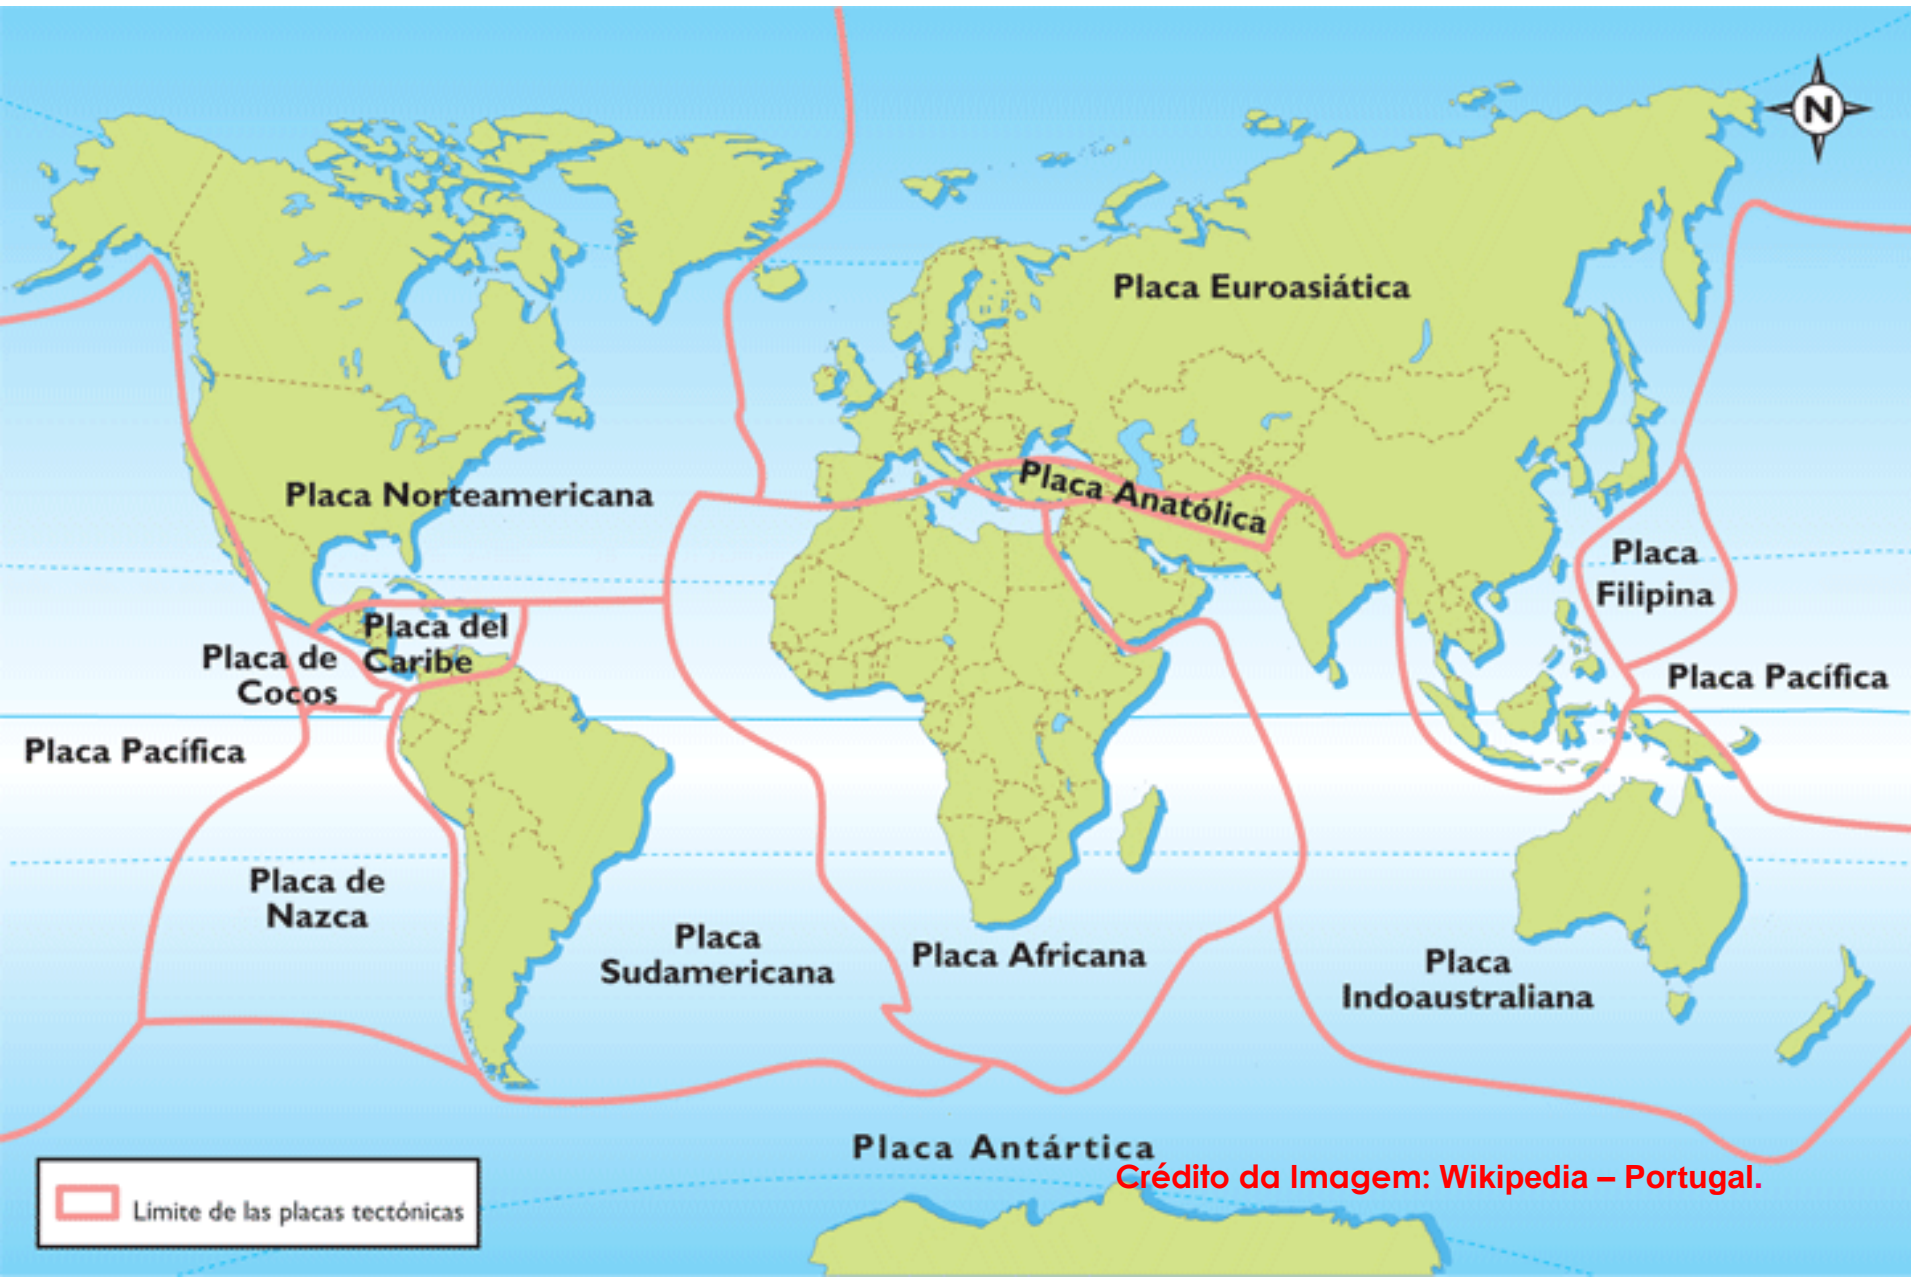 N
Placa Euroasiática
Placa Anatólica
Placa Norteamericana
Placa
Filipina
Placa del
Caribe
Placa de
Cocos
Placa Pacífica
Placa Pacífica
Placa de
Nazca
Placa
Sudamericana
Placa Africana
Placa
Indoaustraliana
Placa Antártica
Crédito da Imagem: Wikipedia – Portugal.
Límite de las placas tectónicas